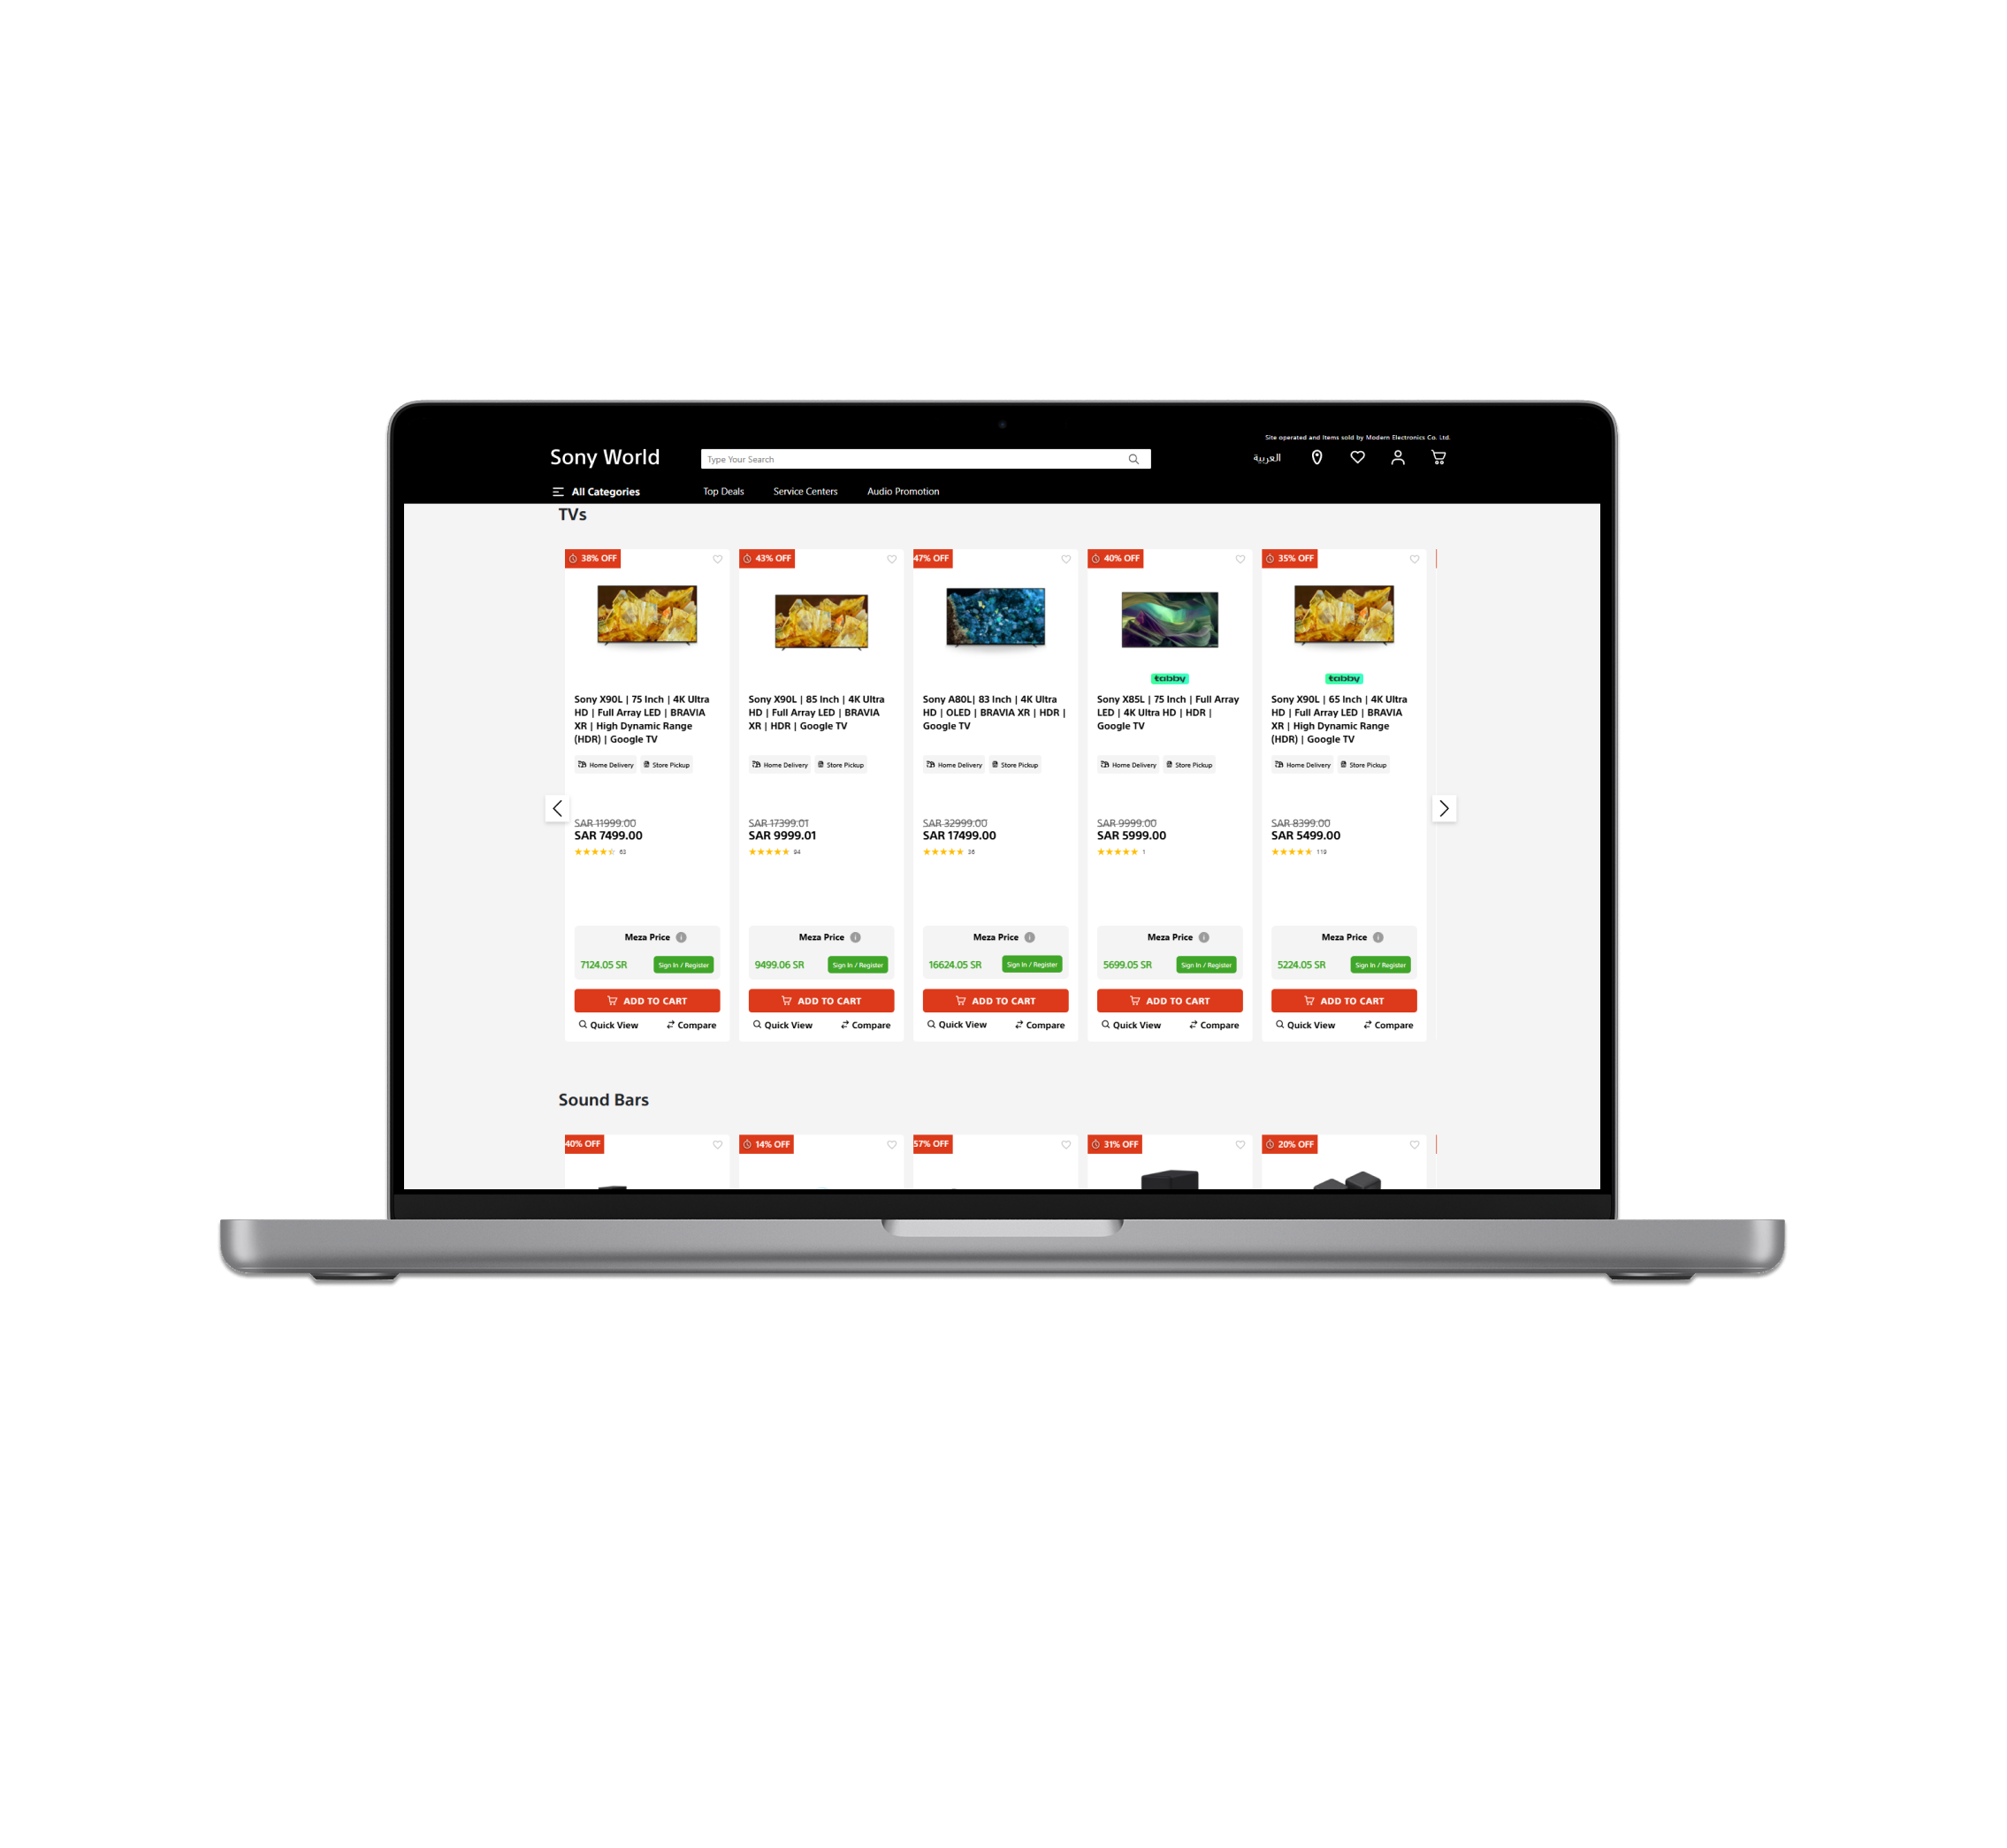 Site operated and Items sold by Modern Electronics Co. Ltd.
Sony World
Type Your Search
العربية
All Categories
Top Deals
Service Centers
Audio Promotion
TVs
38% OFF
Sony X90L | 75 Inch | 4K Ultra
HD | Full Array LED | BRAVIA
XR | High Dynamic Range
(HDR) | Google TV
Home Delivery
Store Pickup
SAR 11999.00
SAR 7499.00
63
Meza Price
7124.05 SR
Sign In / Register
ADD TO CART
Quick View
Compare
43% OFF
Sony X90L | 85 Inch | 4K Ultra
HD | Full Array LED | BRAVIA
XR | HDR | Google TV
Home Delivery
Store Pickup
SAR 17399.01
SAR 9999.01
94
Meza Price
9499.06 SR
Sign In / Register
ADD TO CART
Quick View
Compare
47% OFF
Sony A80L| 83 Inch | 4K Ultra
HD | OLED | BRAVIA XR | HDR |
Google TV
Home Delivery
Store Pickup
SAR 32999.00
SAR 17499.00
36
Meza Price
16624.05 SR
Sign In / Register
ADD TO CART
Quick View
Compare
40% OFF
tabby
Sony X85L | 75 Inch | Full Array
LED | 4K Ultra HD | HDR |
Google TV
Home Delivery
Store Pickup
SAR 9999.00
SAR 5999.00
1
Meza Price
5699.05 SR
Sign In / Register
ADD TO CART
Quick View
Compare
35% OFF
tabby
Sony X90L | 65 Inch | 4K Ultra
HD | Full Array LED | BRAVIA
XR | High Dynamic Range
(HDR) | Google TV
Home Delivery
Store Pickup
SAR 8399.00
SAR 5499.00
119
Meza Price
5224.05 SR
Sign In / Register
ADD TO CART
Quick View
Compare
Sound Bars
40% OFF
14% OFF
57% OFF
31% OFF
20% OFF